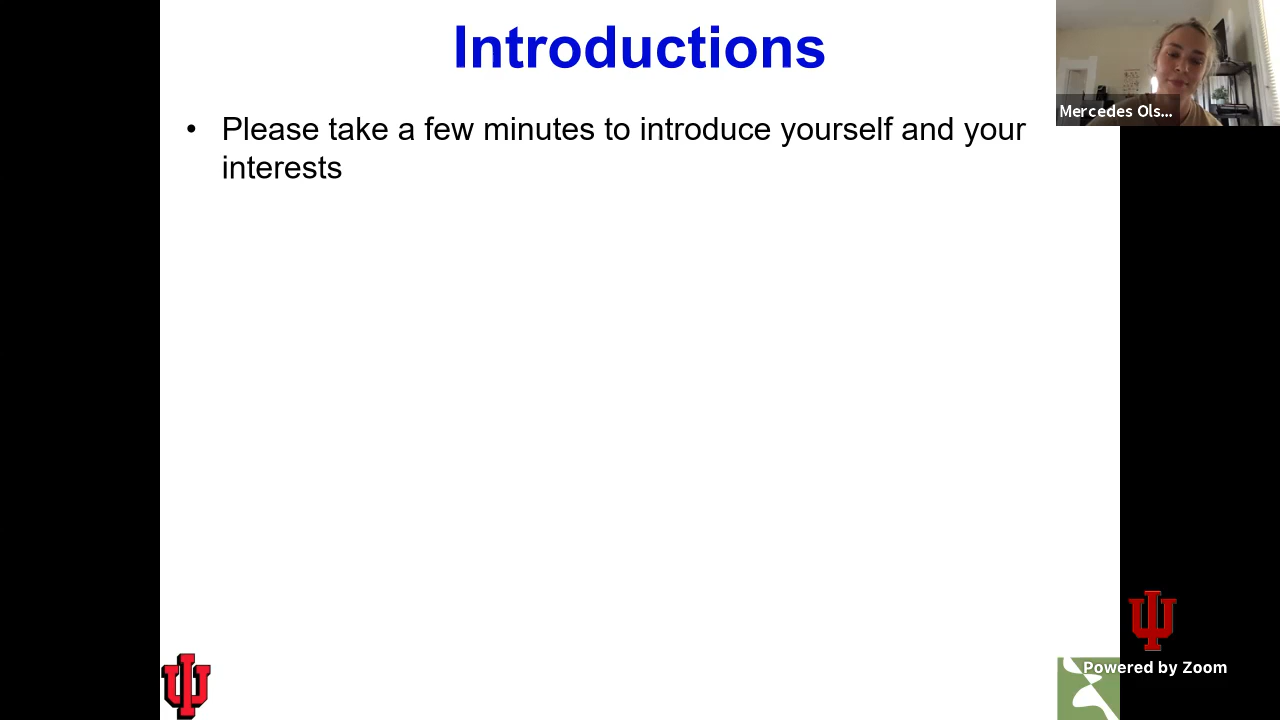 Introductions
Mercedes Ols...
• Please take a few minutes to introduce yourself and your
interests
Powered by Zoom